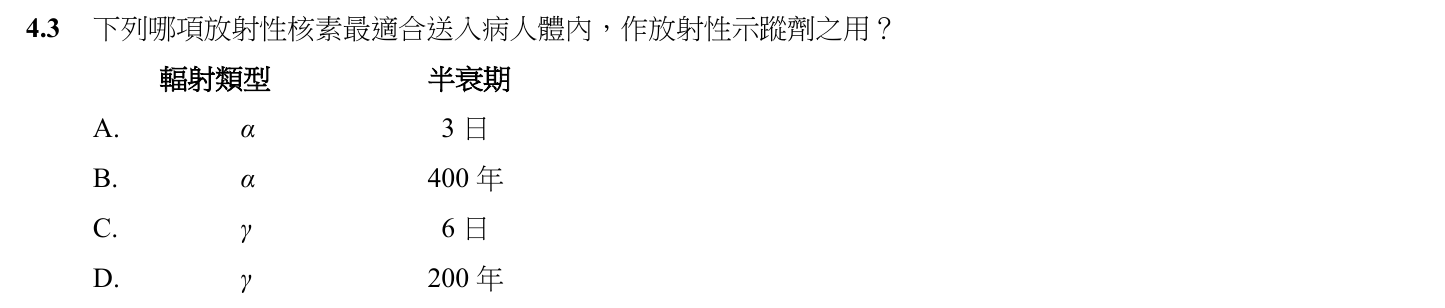 4.3 下列哪項放射性核素最適合送入病人體內，作放射性示蹤劑之用？
輻射類型 半衰期
A. α 3 日
B. α 400 年
C. γ 6 日
D. γ 200 年